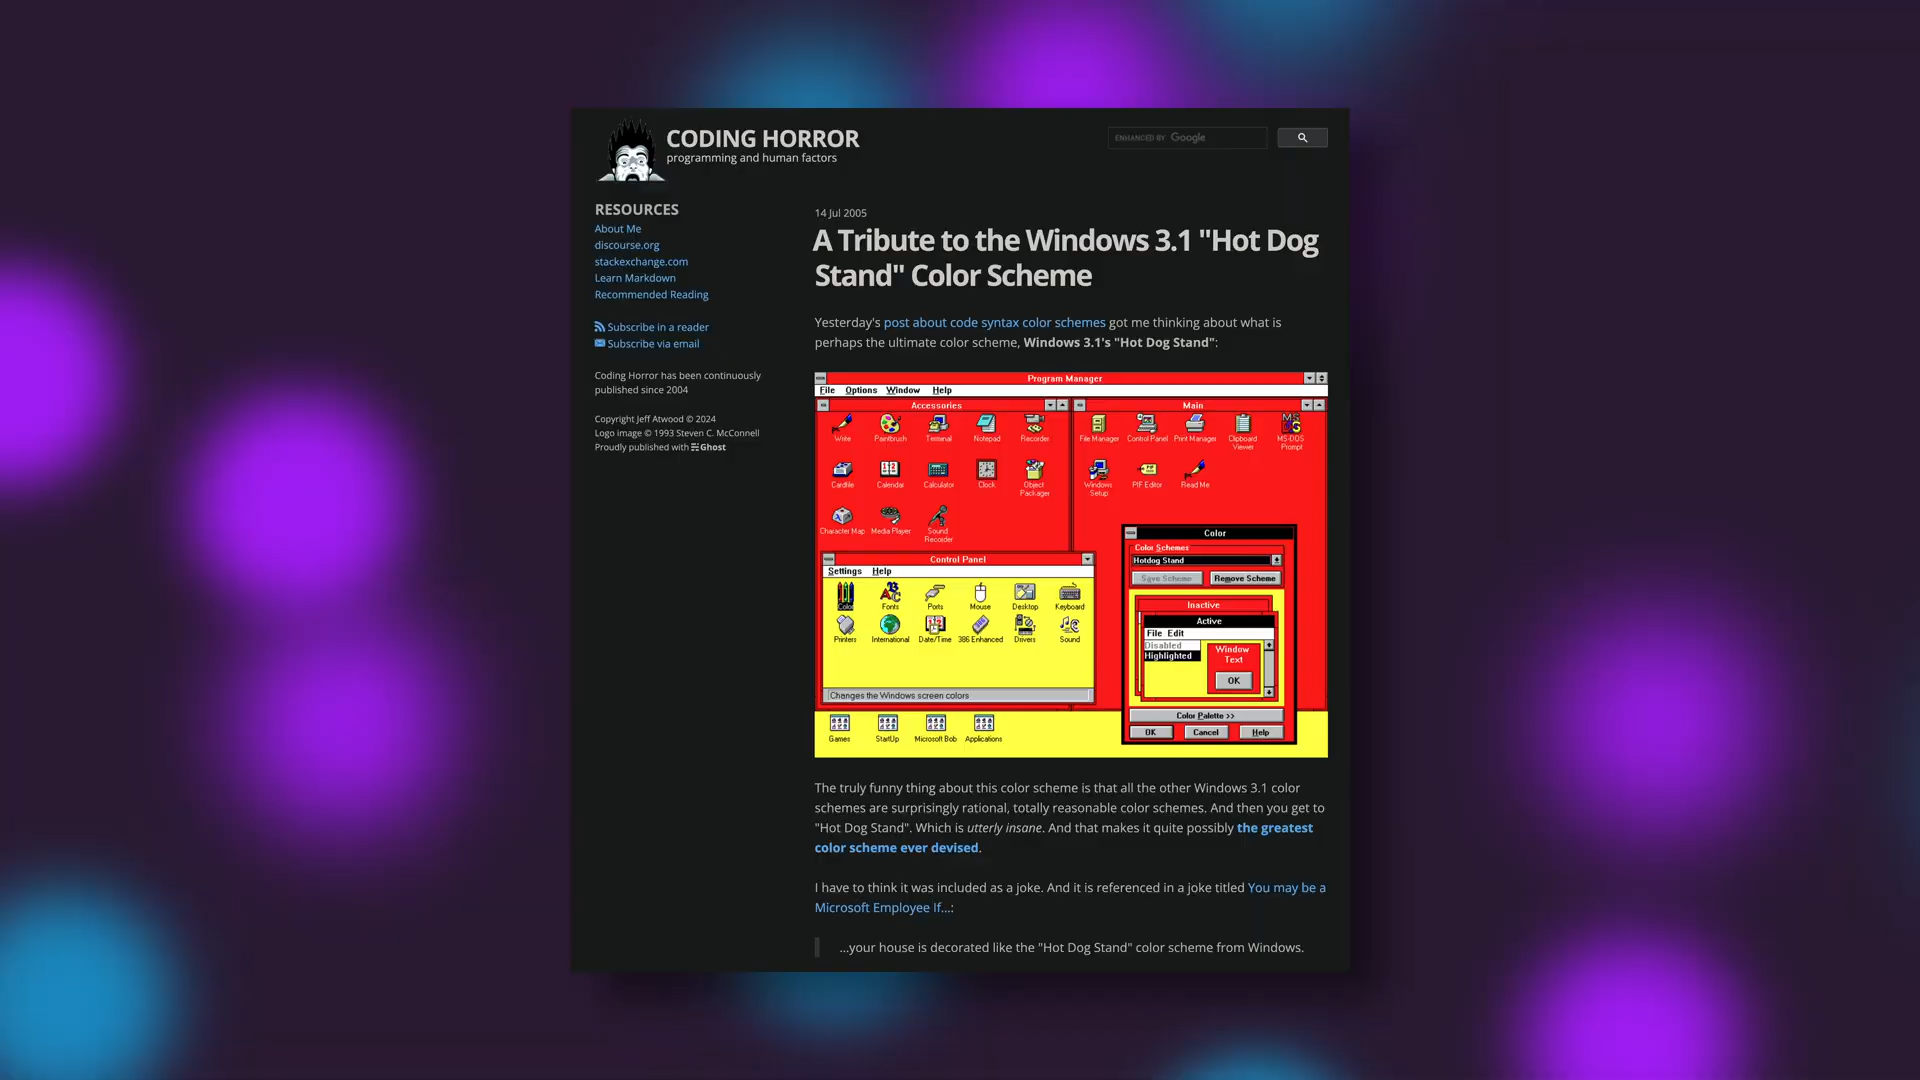 CODING HORROR
programming and human factors
ENHANCED BY Google
RESOURCES
About Me
discourse.org
stackexchange.com
Learn Markdown
Recommended Reading
Subscribe in a reader
Subscribe via email
Coding Horror has been continuously
published since 2004
Copyright Jeff Atwood © 2024
Logo image © 1993 Steven C. McConnell
Proudly published with Ghost
14 Jul 2005
A Tribute to the Windows 3.1 "Hot Dog
Stand" Color Scheme
Yesterday's post about code syntax color schemes got me thinking about what is
perhaps the ultimate color scheme, Windows 3.1's "Hot Dog Stand":
Program Manager
File Options Window Help
Accessories
Write Paintbrush Terminal Notepad Recorder
Cardfile Calendar Calculator Clock Object
Packager
Character Map Media Player Sound
Recorder
Main
File Manager Control Panel Print Manager Clipboard
Viewer
MS-DOS
Prompt
Windows
Setup
PIF Editor Read Me
Control Panel
Settings Help
Color Fonts Ports Mouse Desktop Keyboard
Printers International Date/Time 386 Enhanced Drivers Sound
Changes the Windows screen colors
Color
Color Schemes
Hotdog Stand
Save Scheme Remove Scheme
Inactive
Active
File Edit
Disabled
Highlighted
Window
Text
OK
Color Palette >>
OK Cancel Help
Games StartUp Microsoft Bob Applications
The truly funny thing about this color scheme is that all the other Windows 3.1 color
schemes are surprisingly rational, totally reasonable color schemes. And then you get to
"Hot Dog Stand". Which is utterly insane. And that makes it quite possibly the greatest
color scheme ever devised.
I have to think it was included as a joke. And it is referenced in a joke titled You may be a
Microsoft Employee If...:
...your house is decorated like the "Hot Dog Stand" color scheme from Windows.